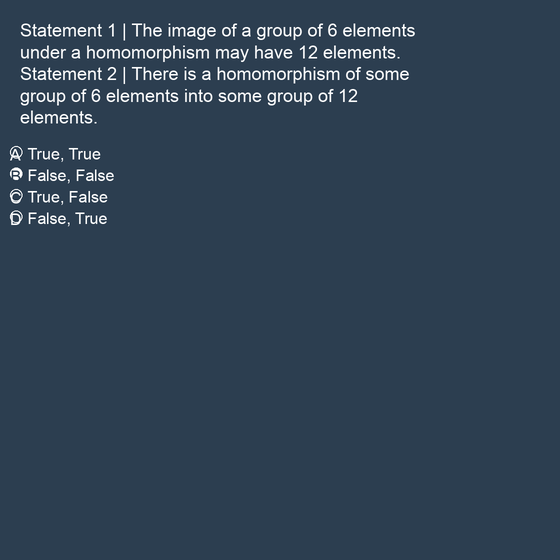 Statement 1 | The image of a group of 6 elements
under a homomorphism may have 12 elements.
Statement 2 | There is a homomorphism of some
group of 6 elements into some group of 12
elements.
A True, True
B False, False
C True, False
D False, True